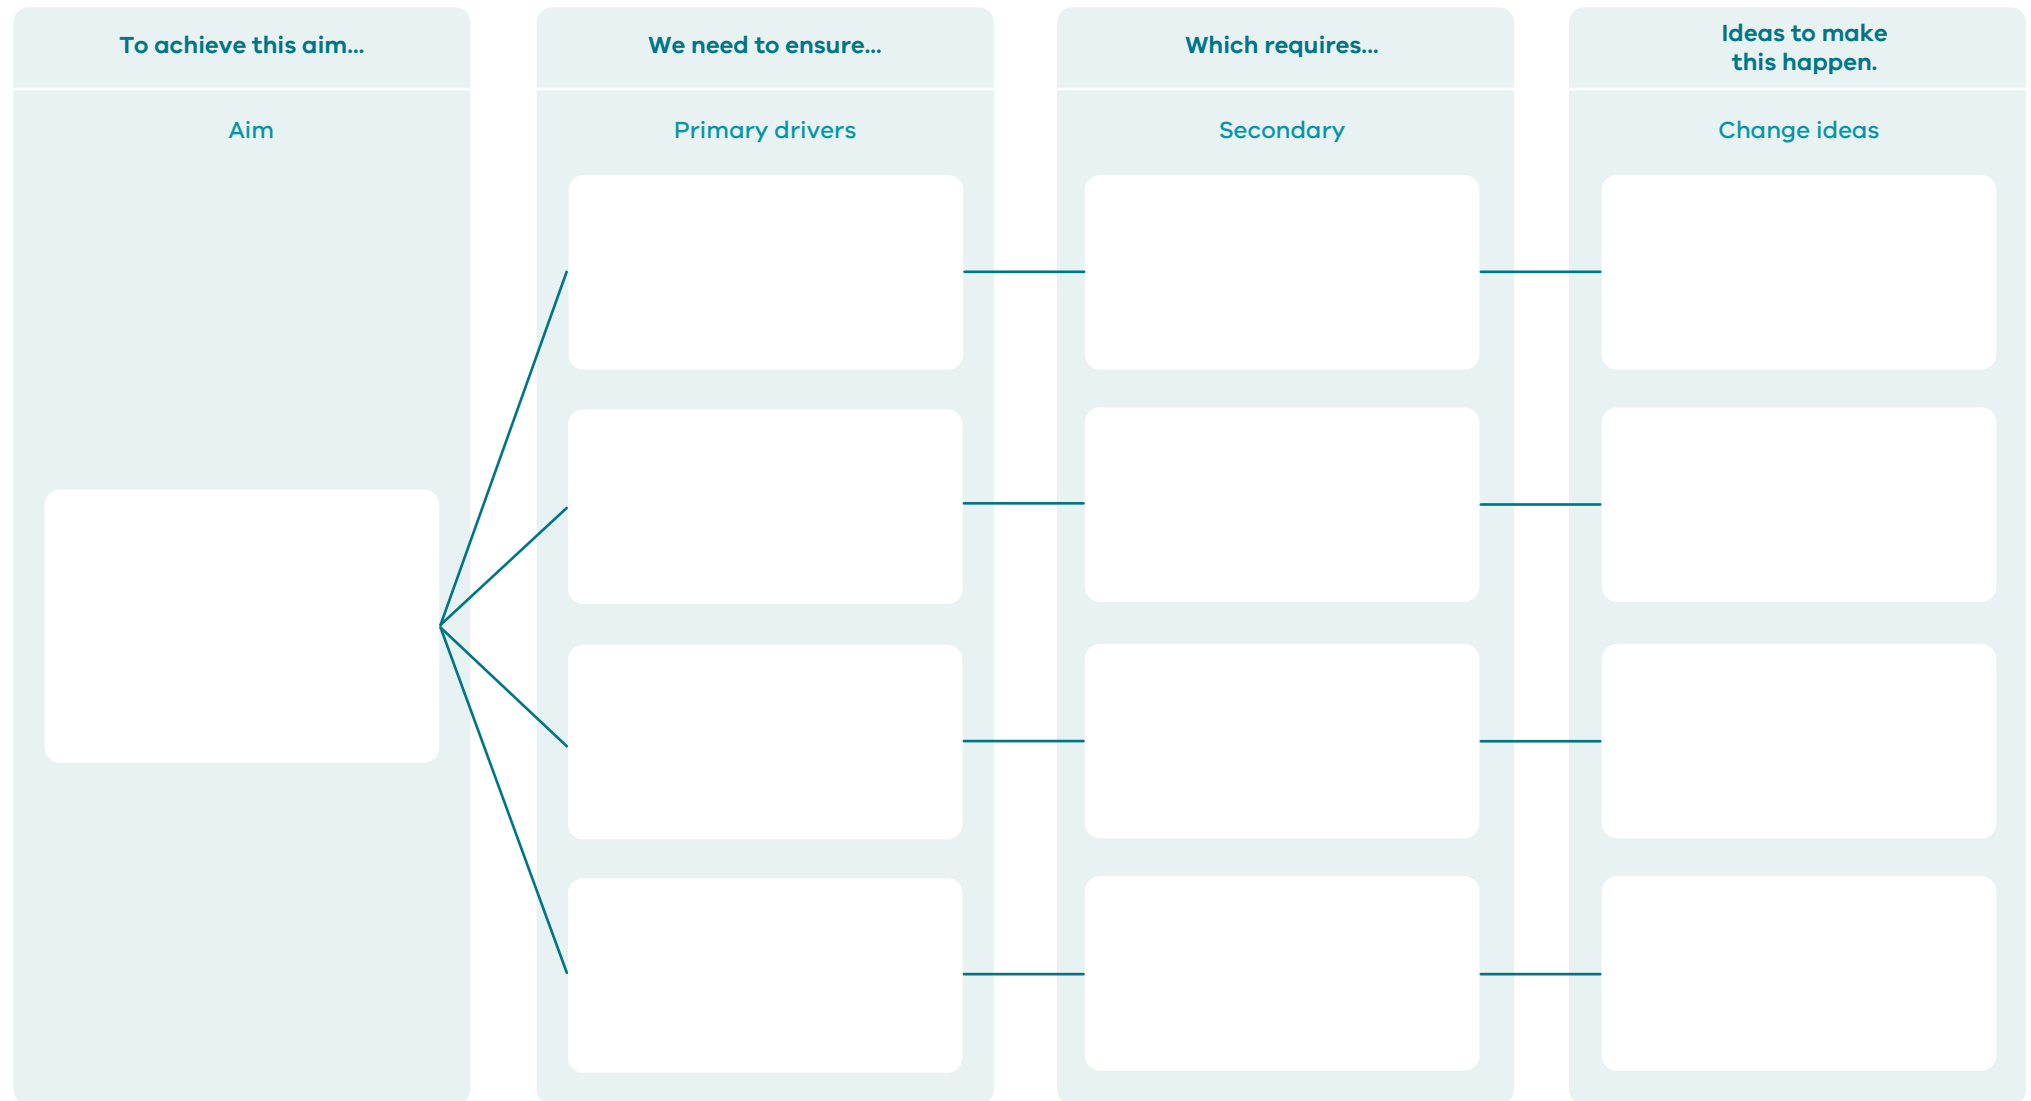 To achieve this aim...
We need to ensure...
Which requires...
Ideas to make
this happen.
Aim
Primary drivers
Secondary
Change ideas